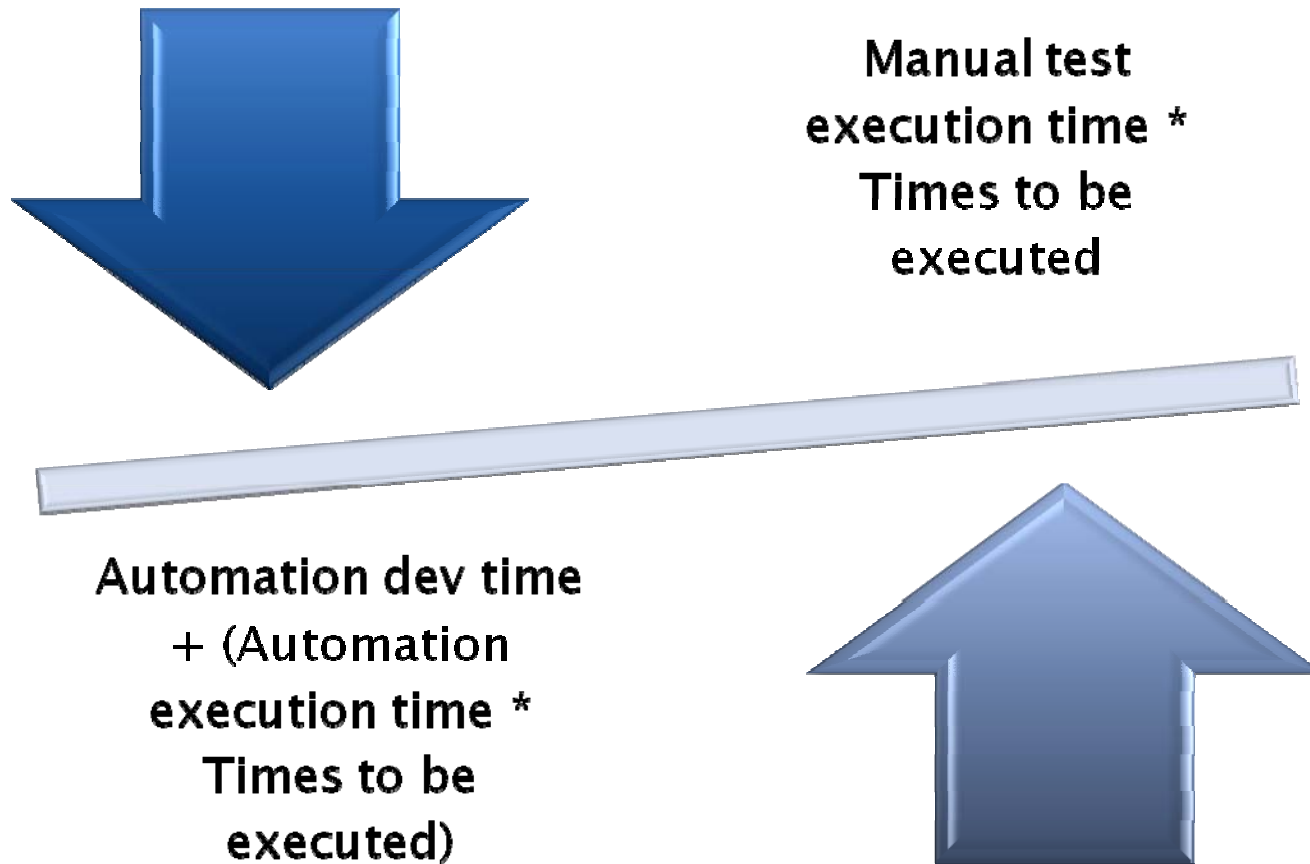 Manual test
execution time *
Times to be
executed
Automation dev time
+ (Automation
execution time *
Times to be
executed)